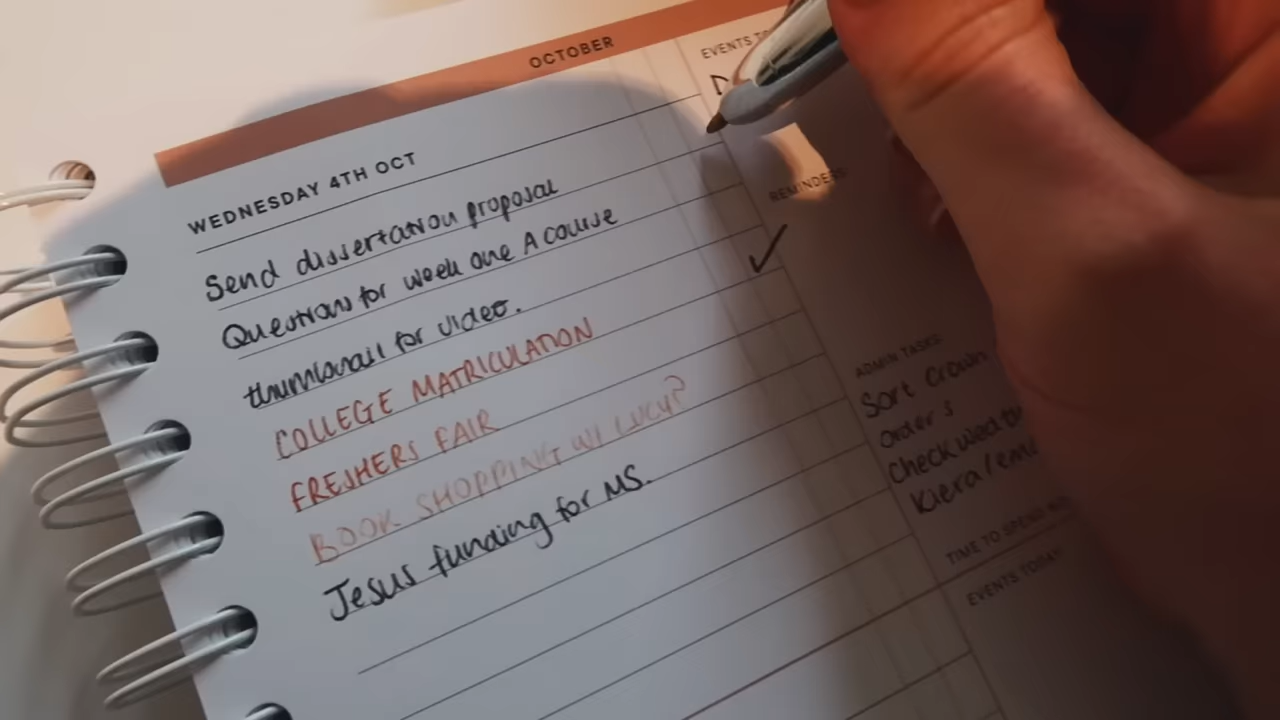 OCTOBER
WEDNESDAY 4TH OCT
Send dissertation proposal
Questions for week one A course
thumbnail for video.
COLLEGE MATRICULATION
FRESHERS FAIR
BOOK SHOPPING W/ LUCY?
Jesus funding for MS.
EVENTS
REMINDERS
ADMIN TASKS
Sort Crown
order s
Check
Kiera/
TIME TO SPEND
EVENTS TODAY